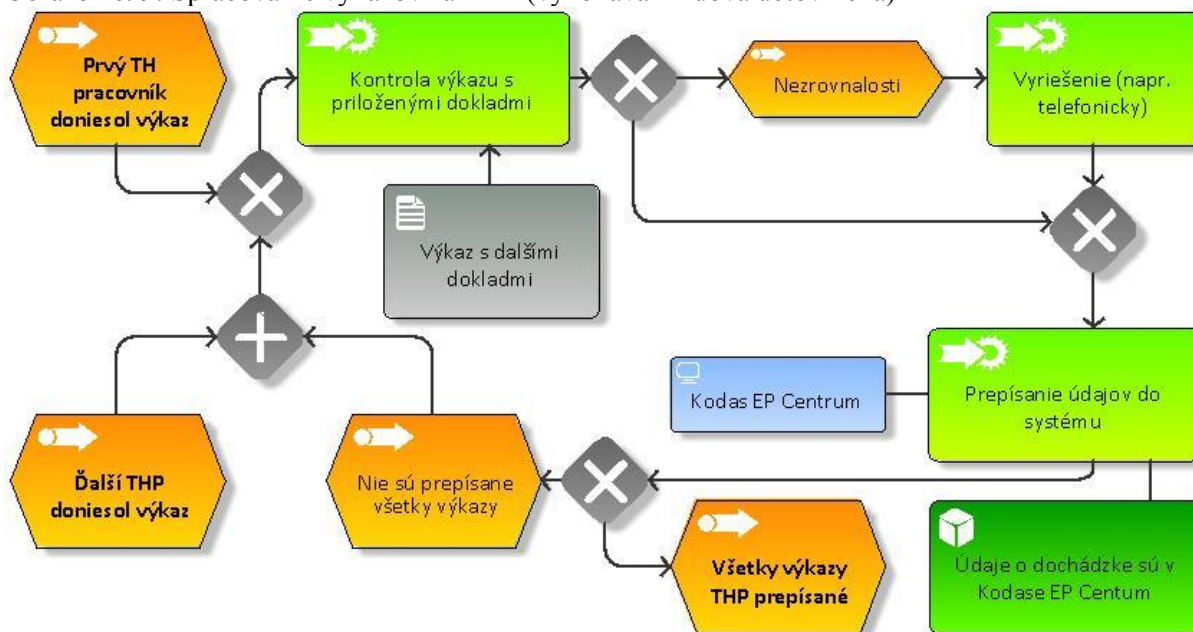 Prvý TH
pracovník
doniesol výkaz
Kontrola výkazu s
priloženými dokladmi
Nezrovnalosti
Vyriešenie (napr.
telefonicky)
Výkaz s dalšími
dokladmi
Kodas EP Centrum
Prepísanie údajov do
systému
Ďalší THP
doniesol výkaz
Nie sú prepísane
všetky výkazy
Všetky výkazy
THP prepísané
Údaje o dochádzke sú v
Kodase EP Centum